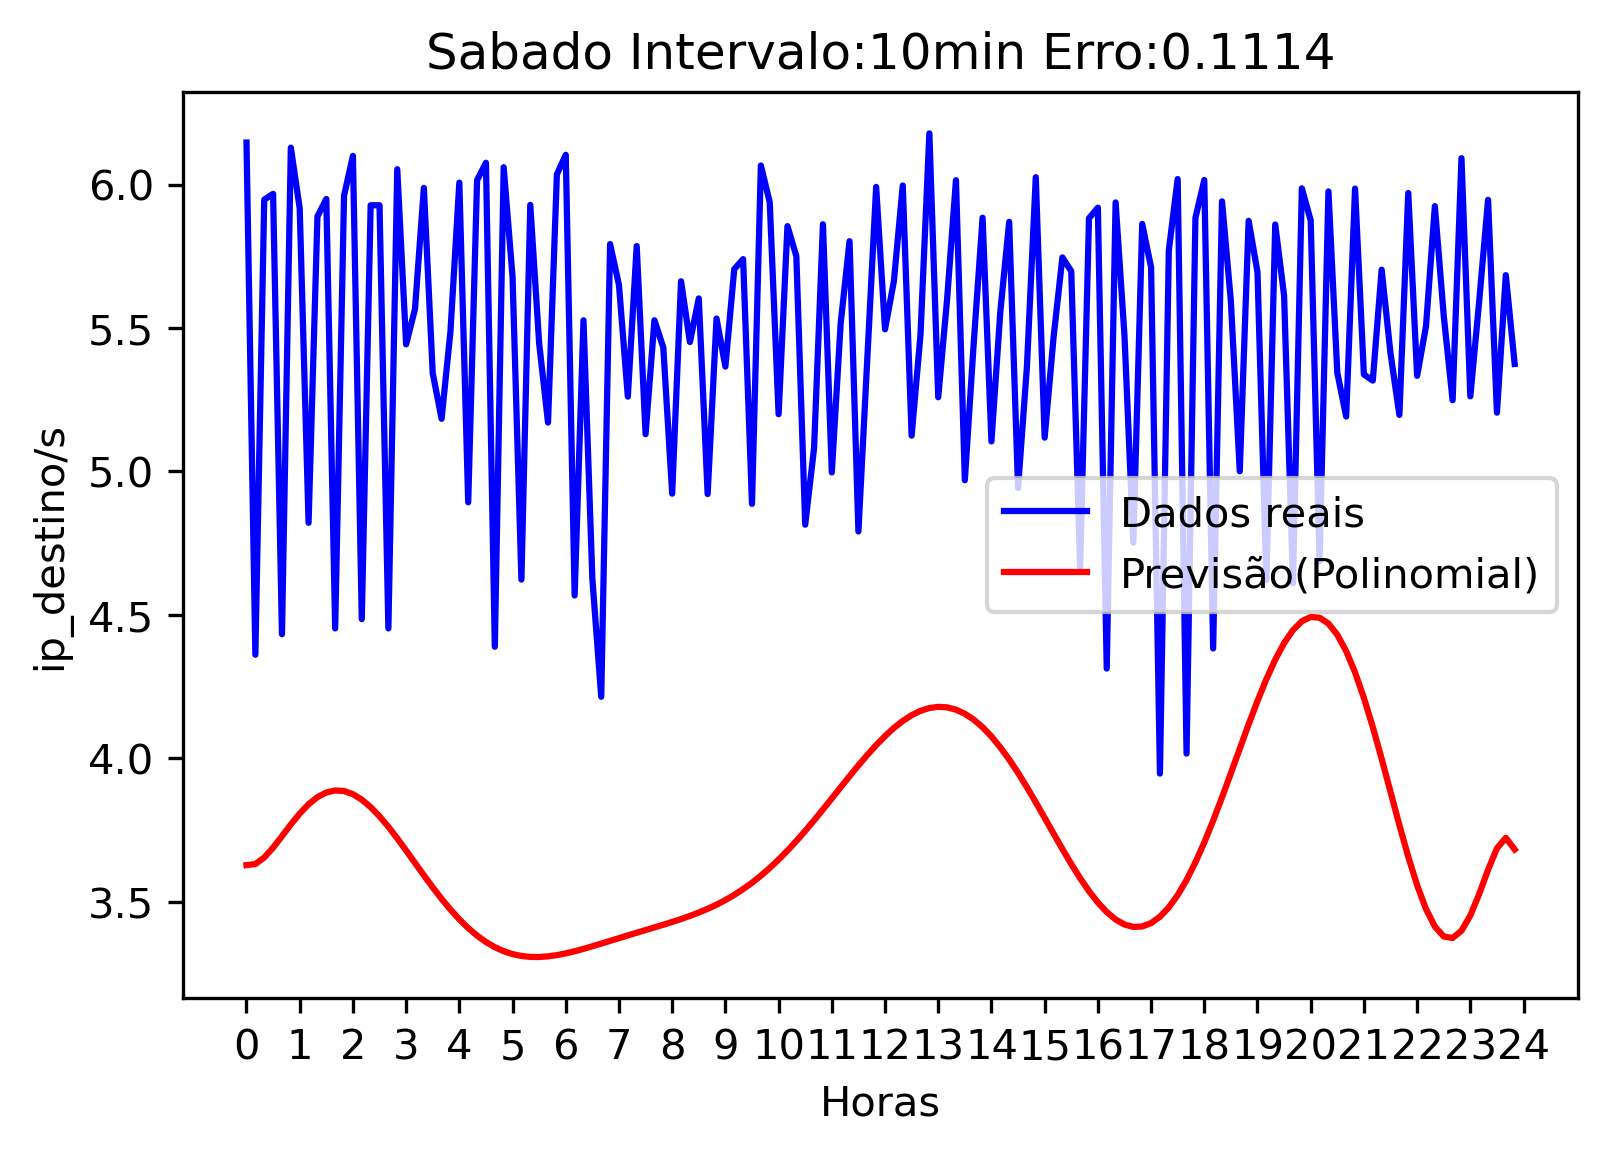 Sabado Intervalo:10min Erro:0.1114
6.0
5.5
5.0
4.5
4.0
3.5
ip_destino/s
Dados reais
Previsão(Polinomial)
0 1 2 3 4 5 6 7 8 9 10 11 12 13 14 15 16 17 18 19 20 21 22 23 24
Horas